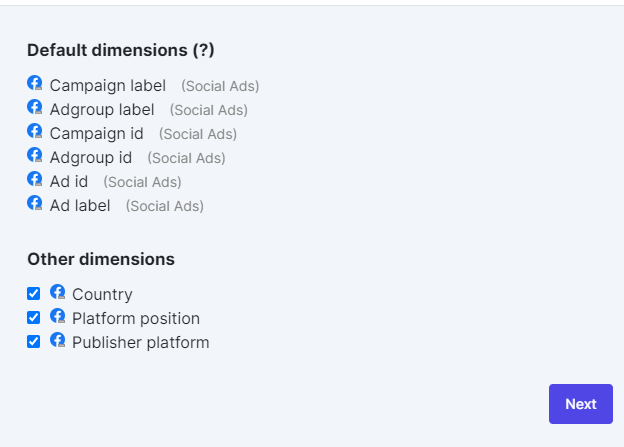 Default dimensions (?)
Campaign label (Social Ads)
Adgroup label (Social Ads)
Campaign id (Social Ads)
Adgroup id (Social Ads)
Ad id (Social Ads)
Ad label (Social Ads)
Other dimensions
Country
Platform position
Publisher platform
Next